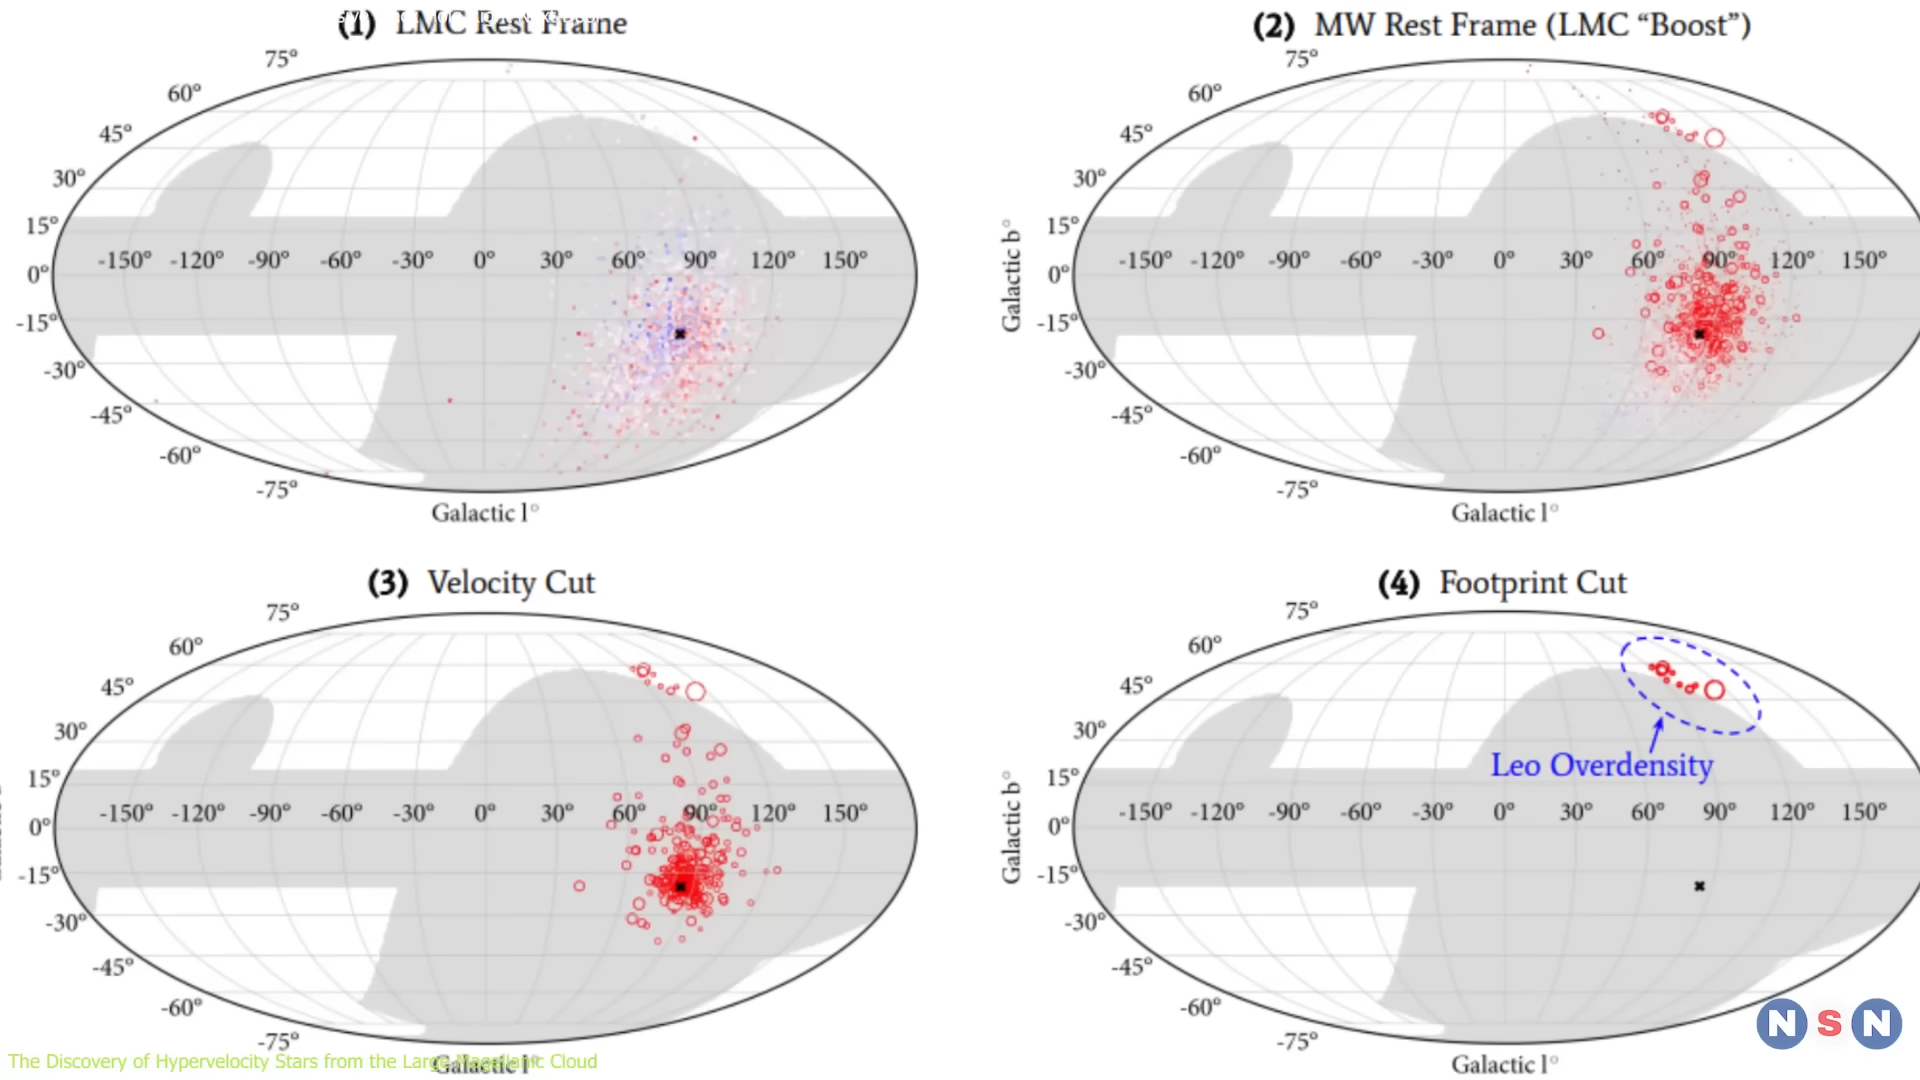 (1) LMC Rest Frame
75°
60°
45°
30°
15°
0°
-15°
-30°
-45°
-60°
-75°
-150° -120° -90° -60° -30° 0° 30° 60° 90° 120° 150°
Galactic l°
(2) MW Rest Frame (LMC “Boost”)
75°
60°
45°
30°
15°
0°
-15°
-30°
-45°
-60°
-75°
-150° -120° -90° -60° -30° 0° 30° 60° 90° 120° 150°
Galactic b°
Galactic l°
(3) Velocity Cut
75°
60°
45°
30°
15°
0°
-15°
-30°
-45°
-60°
-75°
-150° -120° -90° -60° -30° 0° 30° 60° 90° 120° 150°
Galactic l°
(4) Footprint Cut
75°
60°
45°
30°
15°
0°
-15°
-30°
-45°
-60°
-75°
-150° -120° -90° -60° -30° 0° 30° 60° 90° 120° 150°
Leo Overdensity
Galactic b°
Galactic l°
NSN
The Discovery of Hypervelocity Stars from the Large Magellanic Cloud